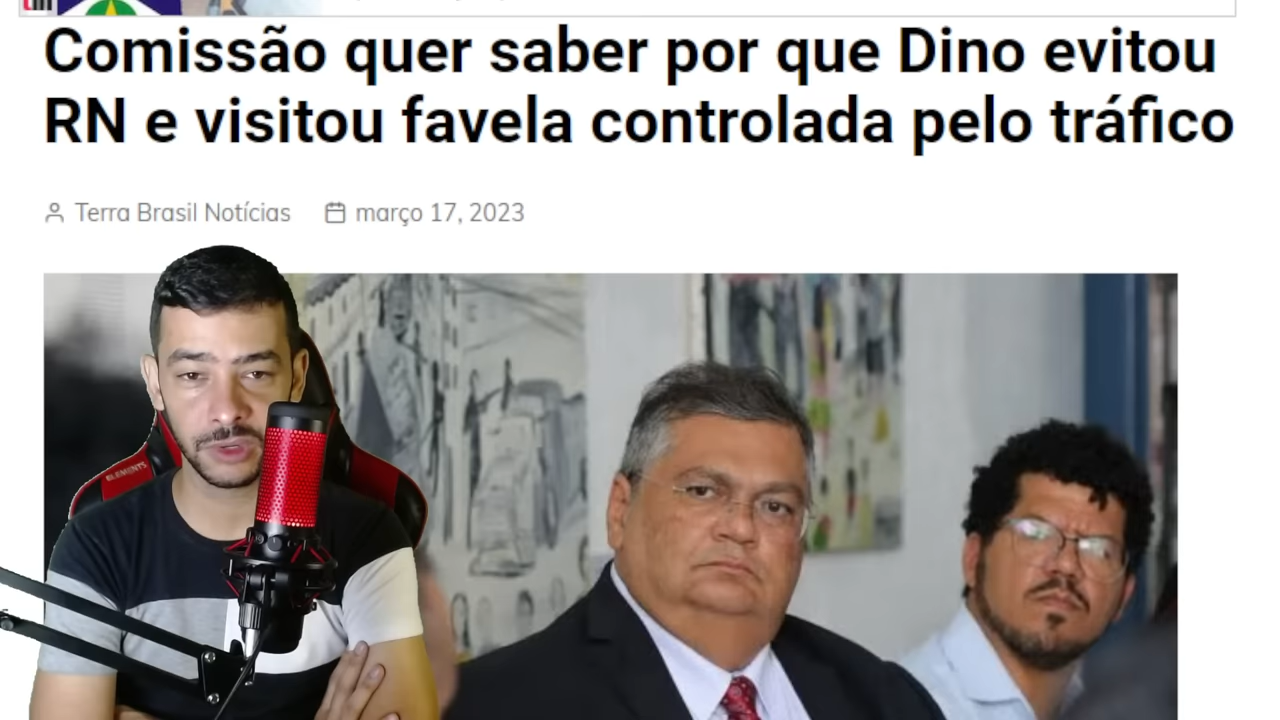 Comissão quer saber por que Dino evitou
RN e visitou favela controlada pelo tráfico
Terra Brasil Notícias março 17, 2023
ELEMENTS